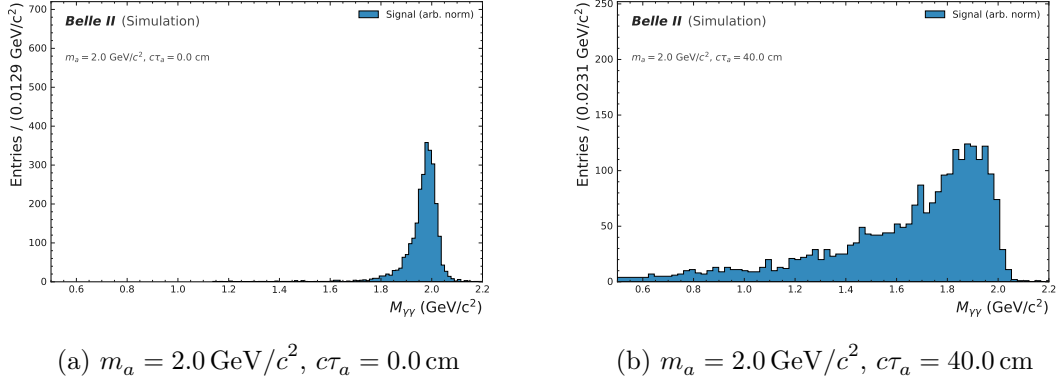 Belle II (Simulation)
Signal (arb. norm)
m_a = 2.0 GeV/c², cτ_a = 0.0 cm
Entries / (0.0129 GeV/c²)
700
600
500
400
300
200
100
0
0.6 0.8 1.0 1.2 1.4 1.6 1.8 2.0 2.2
M_γγ (GeV/c²)
(a) m_a = 2.0 GeV/c², cτ_a = 0.0 cm
Belle II (Simulation)
Signal (arb. norm)
m_a = 2.0 GeV/c², cτ_a = 40.0 cm
Entries / (0.0231 GeV/c²)
250
200
150
100
50
0
0.6 0.8 1.0 1.2 1.4 1.6 1.8 2.0 2.2
M_γγ (GeV/c²)
(b) m_a = 2.0 GeV/c², cτ_a = 40.0 cm